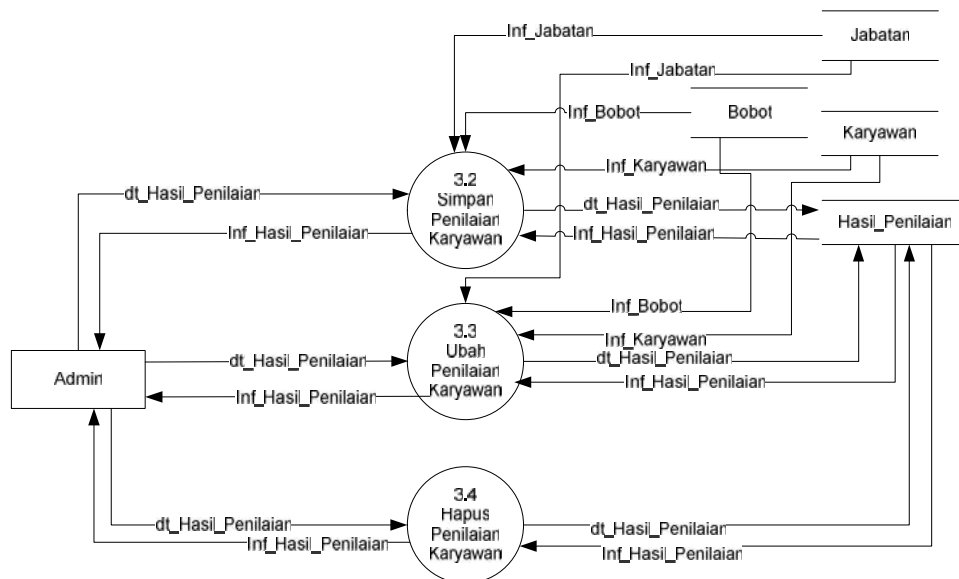 Inf_Jabatan
Jabatan
Inf_Jabatan
Inf_Bobot
Bobot
Karyawan
Inf_Karyawan
3.2
Simpan
Penilaian
Karyawan
dt_Hasil_Penilaian
dt_Hasil_Penilaian
Hasil_Penilaian
Inf_Hasil_Penilaian
Inf_Hasil_Penilaian
Inf_Bobot
3.3
Ubah
Penilaian
Karyawan
Inf_Karyawan
dt_Hasil_Penilaian
dt_Hasil_Penilaian
Admin
Inf_Hasil_Penilaian
Inf_Hasil_Penilaian
3.4
Hapus
Penilaian
Karyawan
dt_Hasil_Penilaian
dt_Hasil_Penilaian
Inf_Hasil_Penilaian
Inf_Hasil_Penilaian